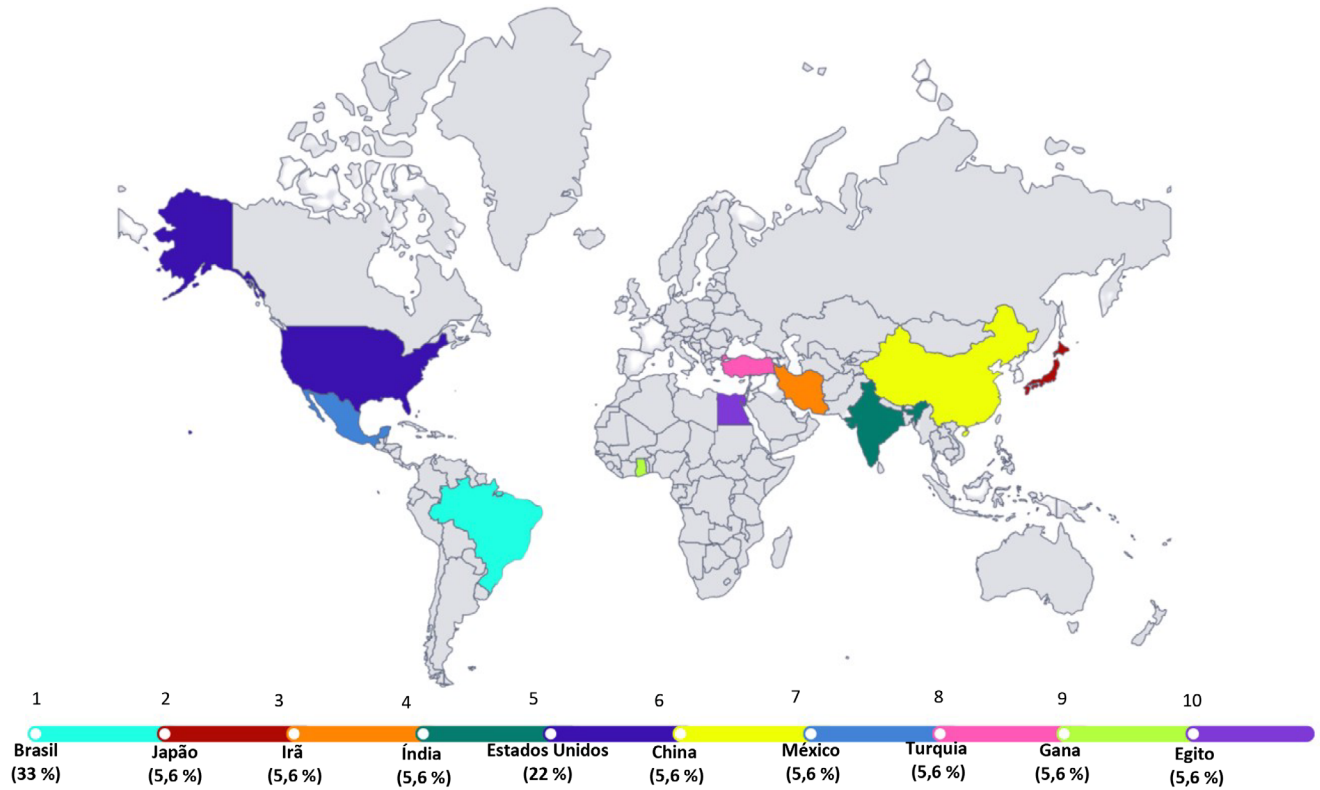 1 2 3 4 5 6 7 8 9 10
Brasil Japão Irã Índia Estados Unidos China México Turquia Gana Egito
(33 %) (5,6 %) (5,6 %) (5,6 %) (22 %) (5,6 %) (5,6 %) (5,6 %) (5,6 %) (5,6 %)